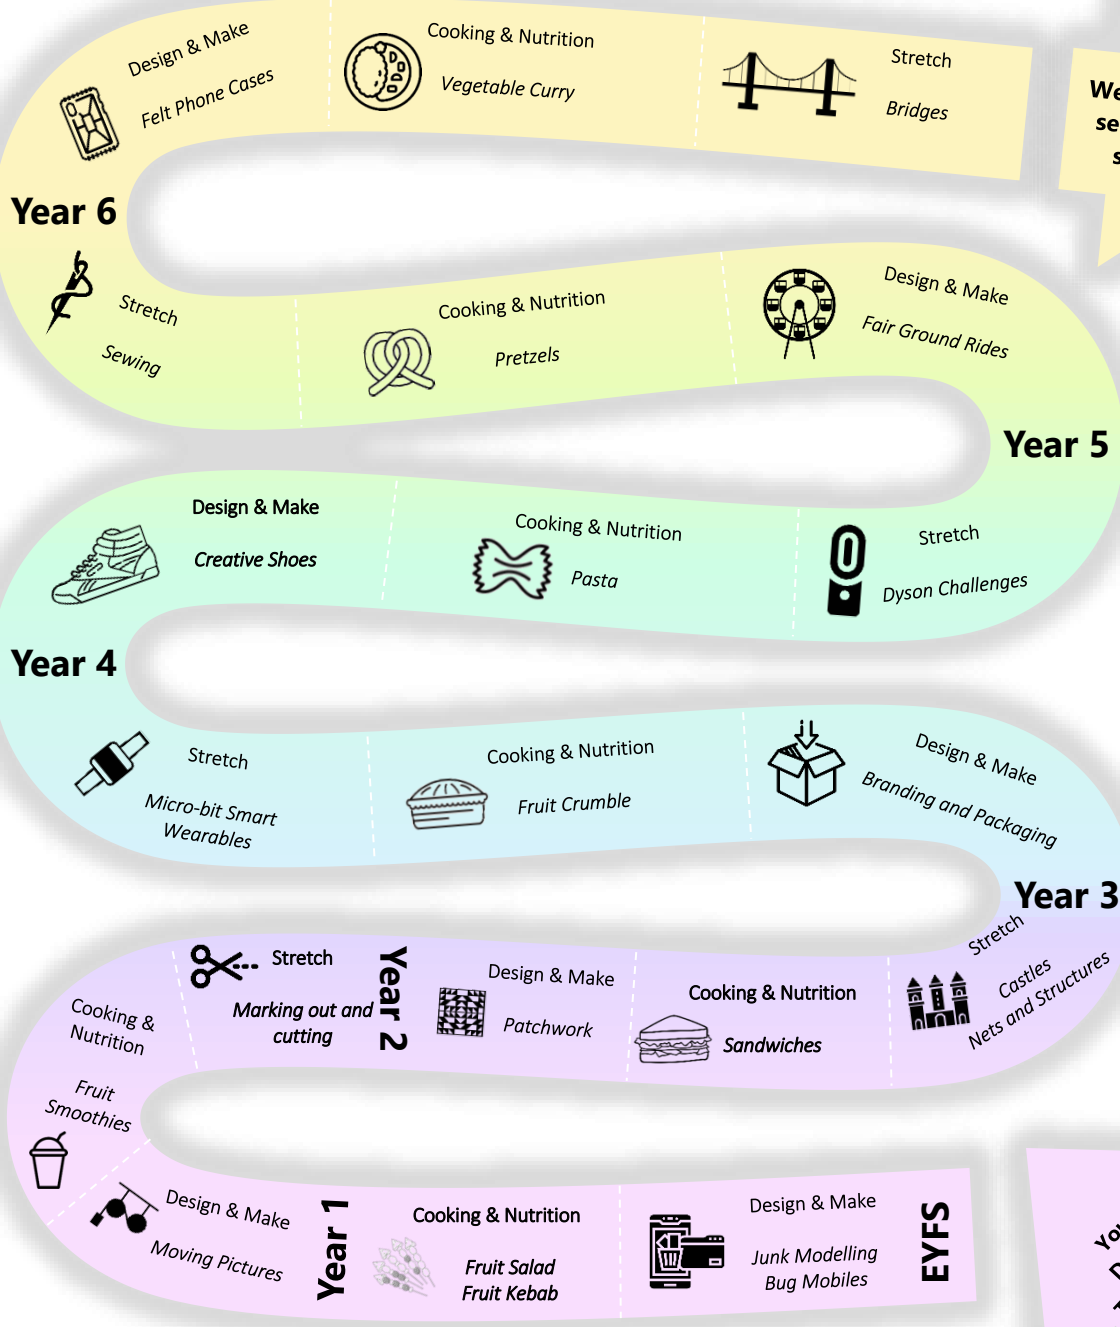 Design & Make
Felt Phone Cases
Cooking & Nutrition
Vegetable Curry
Stretch
Bridges
We
se
s
Year 6
Stretch
Sewing
Cooking & Nutrition
Pretzels
Design & Make
Fair Ground Rides
Year 5
Design & Make
Creative Shoes
Cooking & Nutrition
Pasta
Stretch
Dyson Challenges
Year 4
Stretch
Micro-bit Smart
Wearables
Cooking & Nutrition
Fruit Crumble
Design & Make
Branding and Packaging
Year 3
Stretch
Castles
Nets and Structures
Cooking & Nutrition
Sandwiches
Design & Make
Patchwork
Year 2
Stretch
Marking out and
cutting
Cooking &
Nutrition
Fruit
Smoothies
Design & Make
Moving Pictures
Year 1
Cooking & Nutrition
Fruit Salad
Fruit Kebab
Design & Make
Junk Modelling
Bug Mobiles
EYFS
You